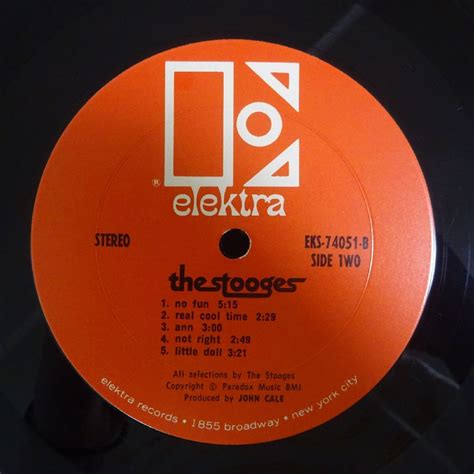 ® elektra
STEREO
EKS-74051-B
SIDE TWO
the stooges
1. no fun 5:15
2. real cool time 2:29
3. ann 3:00
4. not right 2:49
5. little doll 3:21
All selections by The Stooges
Copyright © Paradox Music BMI
Produced by JOHN CALE
elektra records • 1855 broadway • new york city